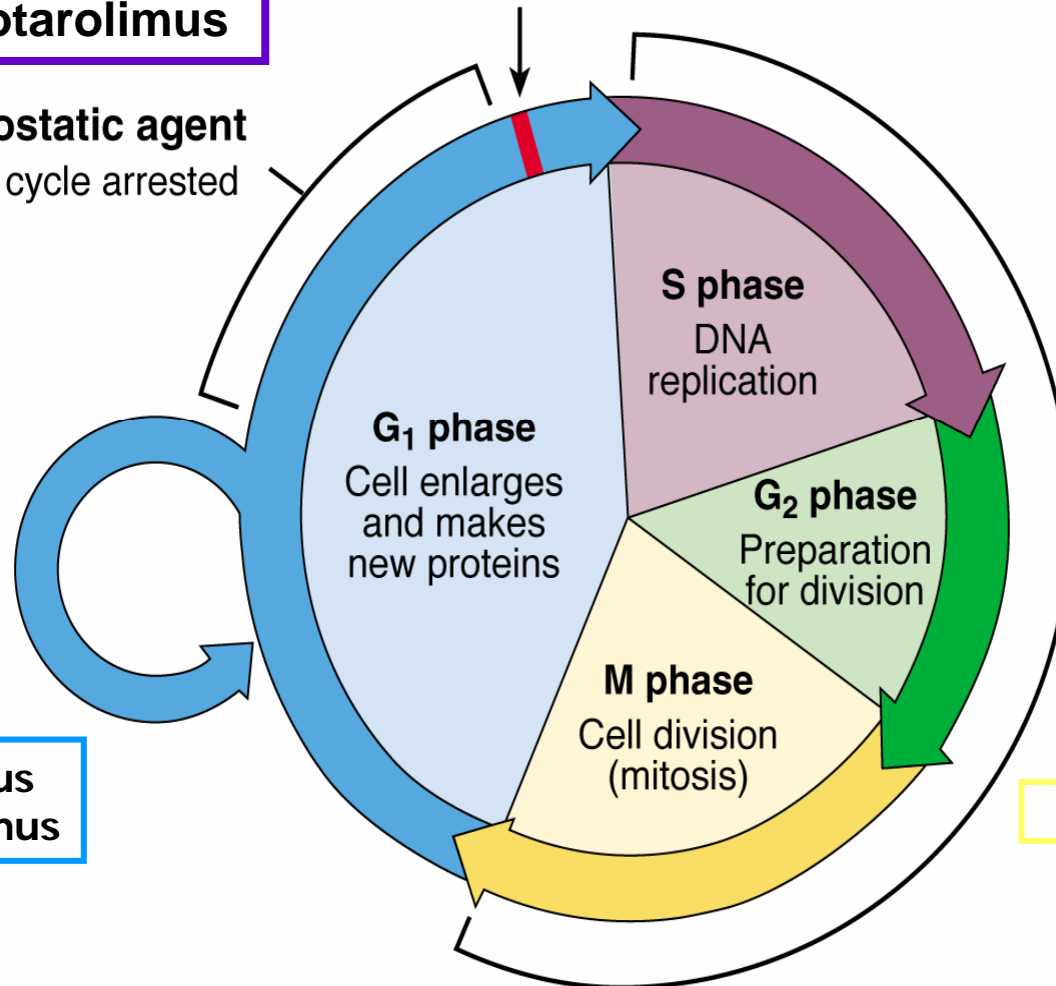 otarolimus
ostatic agent
cycle arrested
S phase
DNA
replication
G₁ phase
Cell enlarges
and makes
new proteins
G₂ phase
Preparation
for division
M phase
Cell division
(mitosis)
us
nus